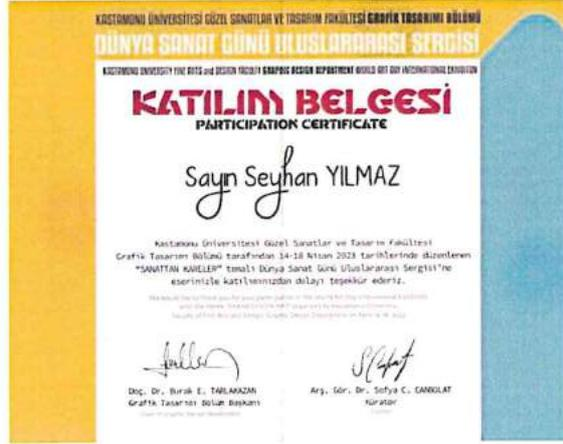 KASTAMONU ÜNİVERSİTESİ GÜZEL SANATLAR VE TASARIM FAKÜLTESİ GRAFİK TASARIMI BÖLÜMÜ
DÜNYA SANAT GÜNÜ ULUSLARARASI SERGİSİ
KASTAMONU UNIVERSITY FINE ARTS and DESIGN FACULTY GRAPHIC DESIGN DEPARTMENT WORLD ART DAY INTERNATIONAL EXHIBITION
KATILIM BELGESİ
PARTICIPATION CERTIFICATE
Sayın Seyhan YILMAZ
Kastamonu Üniversitesi Güzel Sanatlar ve Tasarım Fakültesi
Grafik Tasarımı Bölümü tarafından 14-18 Nisan 2023 tarihlerinde düzenlenen
"SANATTAN KARELER" temalı Dünya Sanat Günü Uluslararası Sergisi'ne
eserinizle katılımınızdan dolayı teşekkür ederiz.
Doç. Dr. Burak E. TARLAKAZAN
Arş. Gör. Dr. Sofya C. CANBOLAT
Grafik Tasarımı Bölüm Başkanı
Küratör